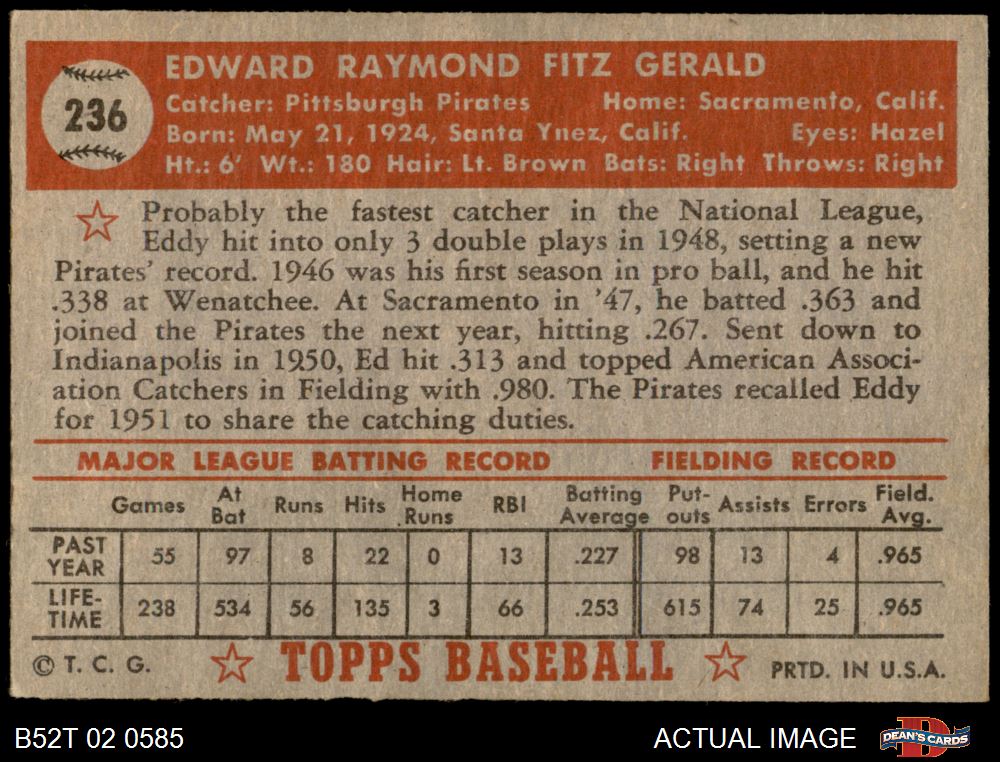 236
EDWARD RAYMOND FITZ GERALD
Catcher: Pittsburgh Pirates Home: Sacramento, Calif.
Born: May 21, 1924, Santa Ynez, Calif. Eyes: Hazel
Ht.: 6' Wt.: 180 Hair: Lt. Brown Bats: Right Throws: Right
Probably the fastest catcher in the National League,
Eddy hit into only 3 double plays in 1948, setting a new
Pirates' record. 1946 was his first season in pro ball, and he hit
.338 at Wenatchee. At Sacramento in '47, he batted .363 and
joined the Pirates the next year, hitting .267. Sent down to
Indianapolis in 1950, Ed hit .313 and topped American Associ-
ation Catchers in Fielding with .980. The Pirates recalled Eddy
for 1951 to share the catching duties.
MAJOR LEAGUE BATTING RECORD FIELDING RECORD
Games At Bat Runs Hits Home Runs RBI Batting Average Put-outs Assists Errors Field. Avg.
PAST YEAR 55 97 8 22 0 13 .227 98 13 4 .965
LIFE-TIME 238 534 56 135 3 66 .253 615 74 25 .965
© T. C. G. TOPPS BASEBALL PRTD. IN U.S.A.
B52T 02 0585 ACTUAL IMAGE DEAN'S CARDS